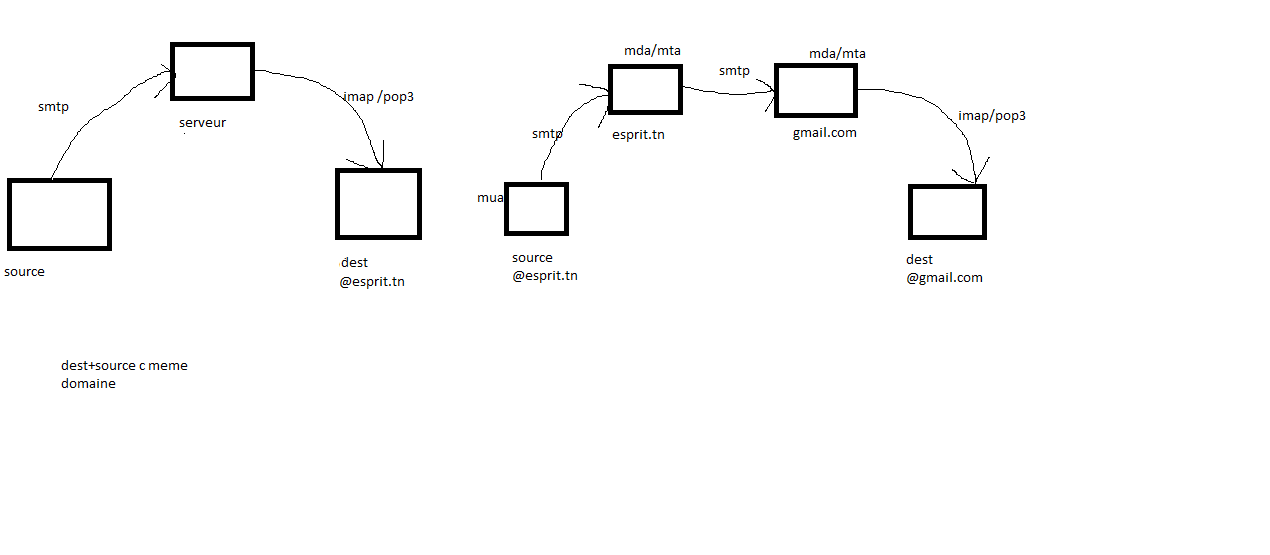 smtp
serveur
imap /pop3
source
dest
@esprit.tn
dest+source c meme
domaine
mda/mta
mda/mta
smtp
smtp
esprit.tn
gmail.com
imap/pop3
mua
source
@esprit.tn
dest
@gmail.com